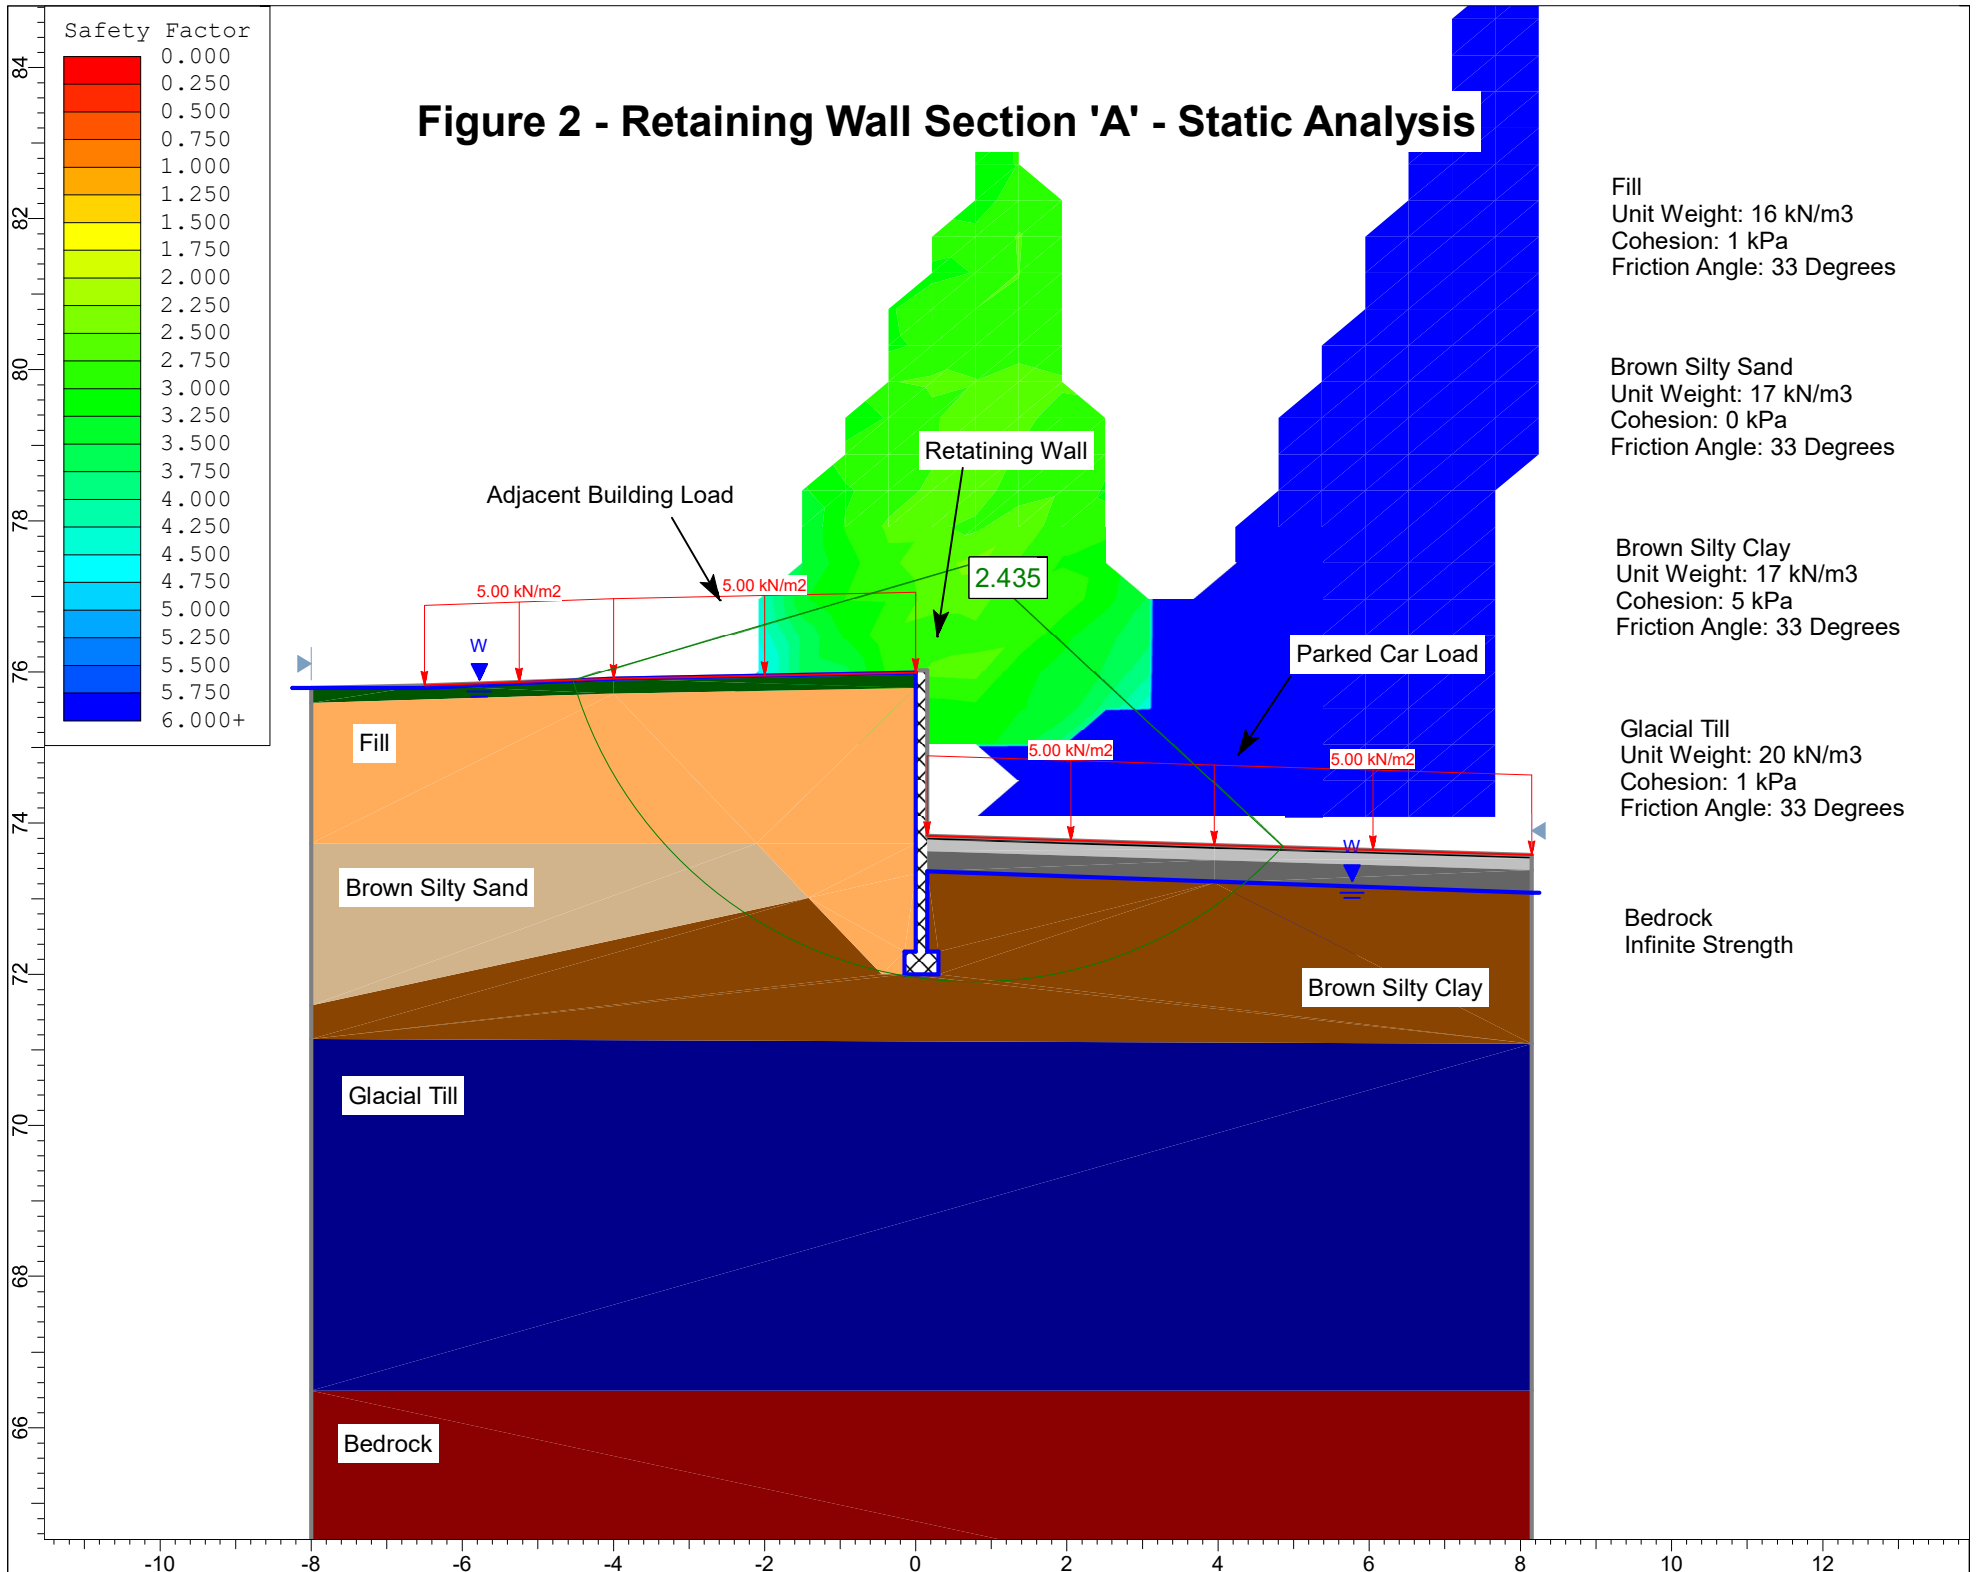 Safety Factor
0.000
0.250
0.500
0.750
1.000
1.250
1.500
1.750
2.000
2.250
2.500
2.750
3.000
3.250
3.500
3.750
4.000
4.250
4.500
4.750
5.000
5.250
5.500
5.750
6.000+
Figure 2 - Retaining Wall Section 'A' - Static Analysis
Fill
Unit Weight: 16 kN/m3
Cohesion: 1 kPa
Friction Angle: 33 Degrees
Brown Silty Sand
Unit Weight: 17 kN/m3
Cohesion: 0 kPa
Friction Angle: 33 Degrees
Brown Silty Clay
Unit Weight: 17 kN/m3
Cohesion: 5 kPa
Friction Angle: 33 Degrees
Glacial Till
Unit Weight: 20 kN/m3
Cohesion: 1 kPa
Friction Angle: 33 Degrees
Bedrock
Infinite Strength
Retatining Wall
Adjacent Building Load
2.435
5.00 kN/m2
5.00 kN/m2
W
Parked Car Load
5.00 kN/m2
5.00 kN/m2
W
Fill
Brown Silty Sand
Brown Silty Clay
Glacial Till
Bedrock
84
82
80
78
76
74
72
70
68
66
-10
-8
-6
-4
-2
0
2
4
6
8
10
12